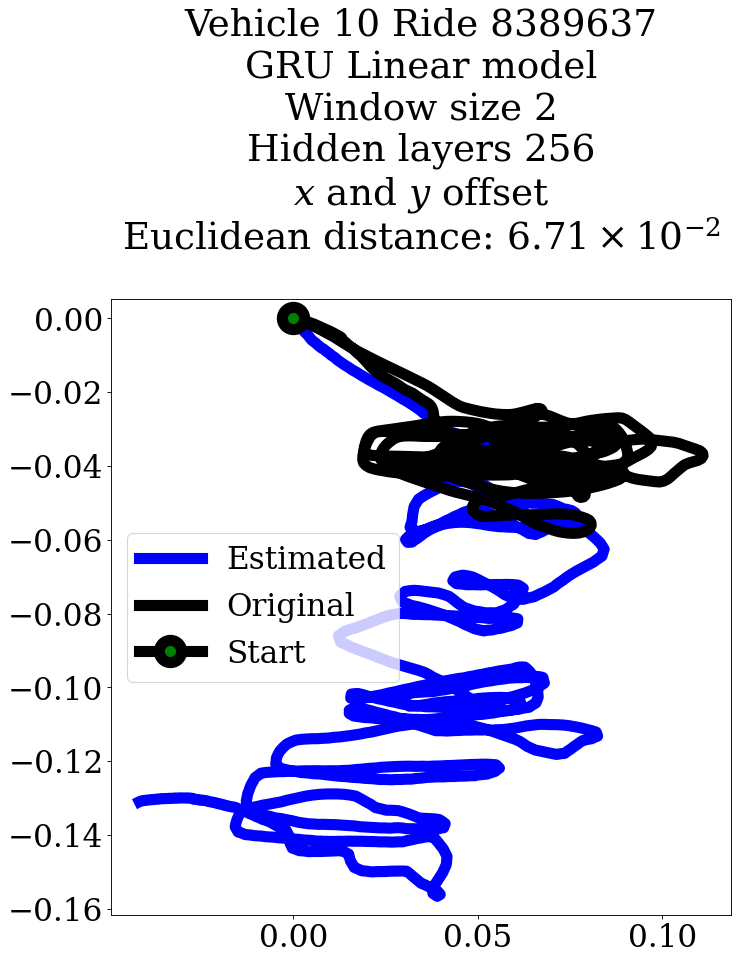 Vehicle 10 Ride 8389637
GRU Linear model
Window size 2
Hidden layers 256
x and y offset
Euclidean distance: 6.71 × 10⁻²
0.00
−0.02
−0.04
−0.06
−0.08
−0.10
−0.12
−0.14
−0.16
Estimated
Original
Start
0.00 0.05 0.10